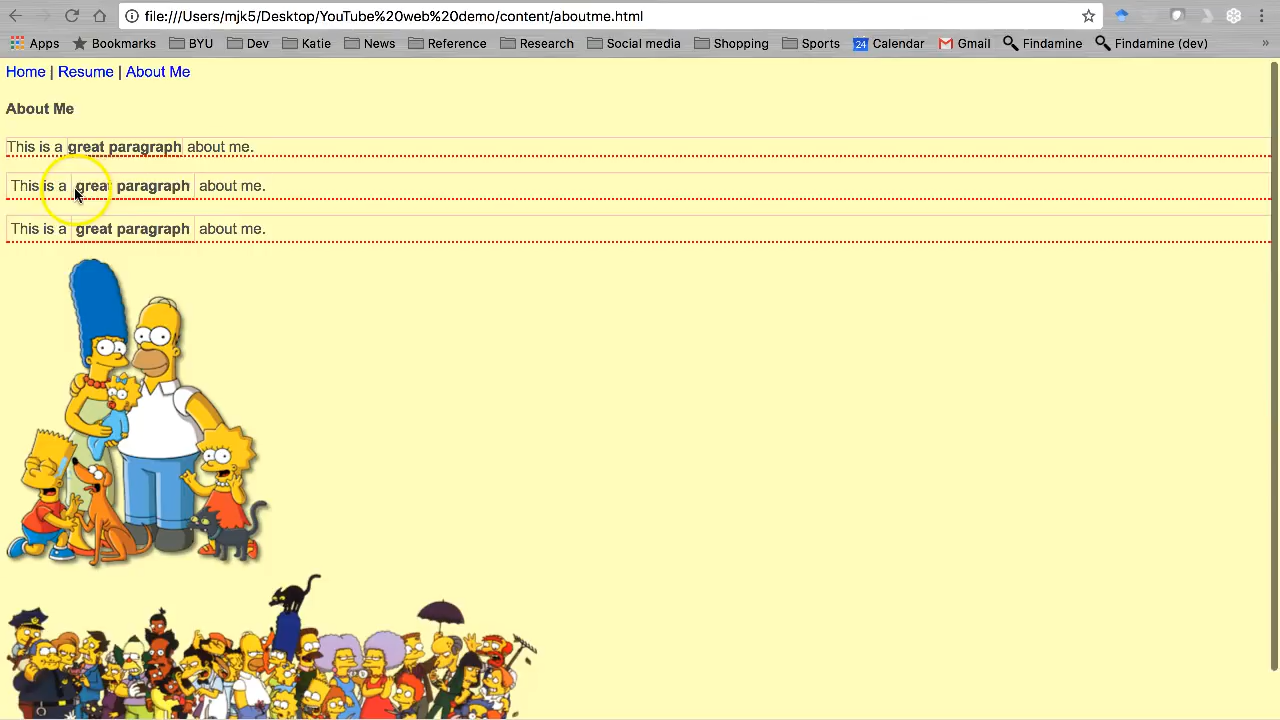 file:///Users/mjk5/Desktop/YouTube%20web%20demo/content/aboutme.html
Apps Bookmarks BYU Dev Katie News Reference Research Social media Shopping Sports 24 Calendar Gmail Findamine Findamine (dev) »
Home | Resume | About Me
About Me
This is a great paragraph about me.
This is a great paragraph about me.
This is a great paragraph about me.